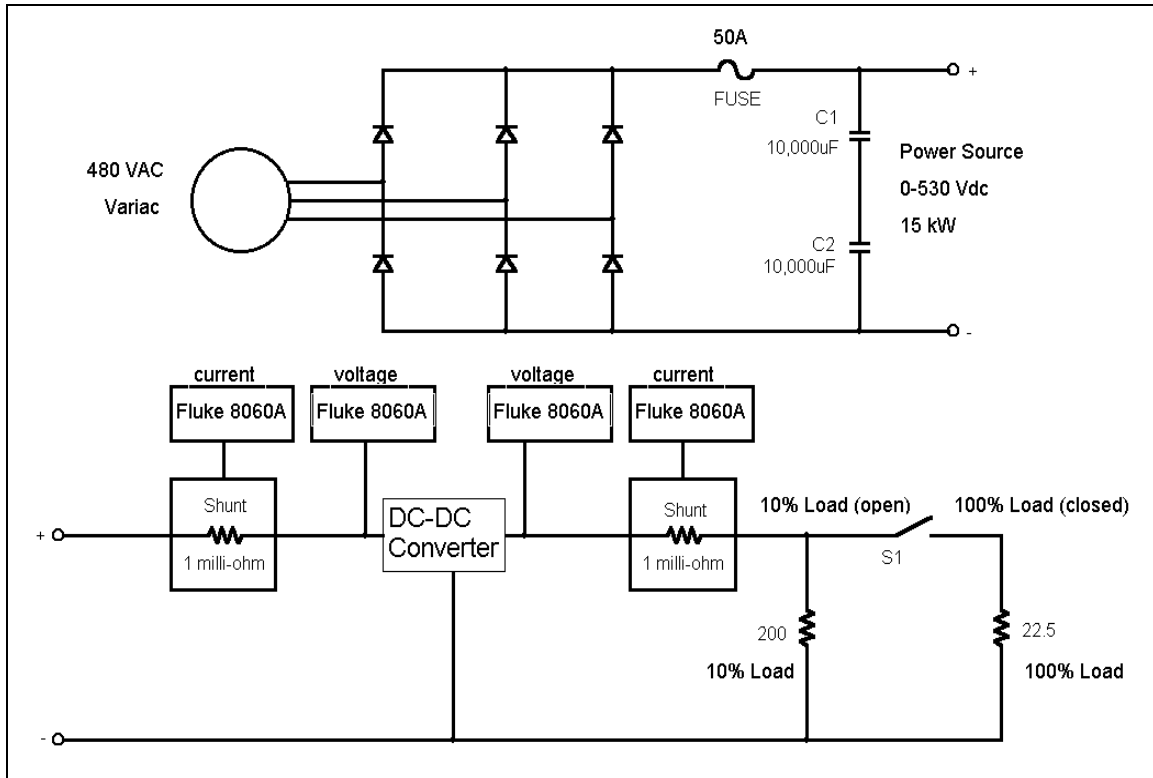 50A
FUSE
C1
10,000uF
480 VAC
Variac
Power Source
0-530 Vdc
15 kW
C2
10,000uF
+
-
current
Fluke 8060A
voltage
Fluke 8060A
voltage
Fluke 8060A
current
Fluke 8060A
Shunt
1 milli-ohm
DC-DC
Converter
Shunt
1 milli-ohm
10% Load (open)
100% Load (closed)
S1
+
200
10% Load
22.5
100% Load
-